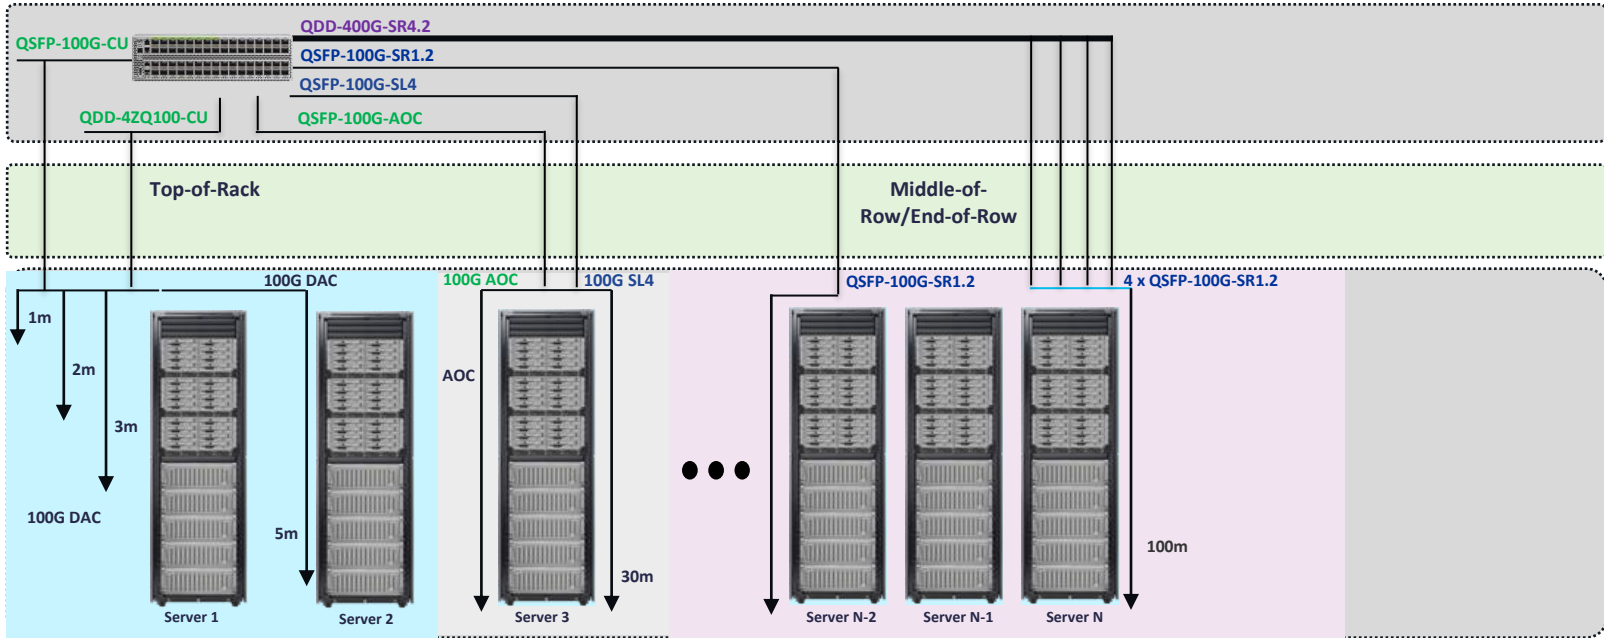 QDD-400G-SR4.2
QSFP-100G-CU
QSFP-100G-SR1.2
QSFP-100G-SL4
QDD-4ZQ100-CU
QSFP-100G-AOC
Top-of-Rack
Middle-of-
Row/End-of-Row
100G DAC
100G AOC
100G SL4
QSFP-100G-SR1.2
4 x QSFP-100G-SR1.2
1m
2m
AOC
3m
100G DAC
5m
100m
30m
Server 1
Server 2
Server 3
Server N-2
Server N-1
Server N